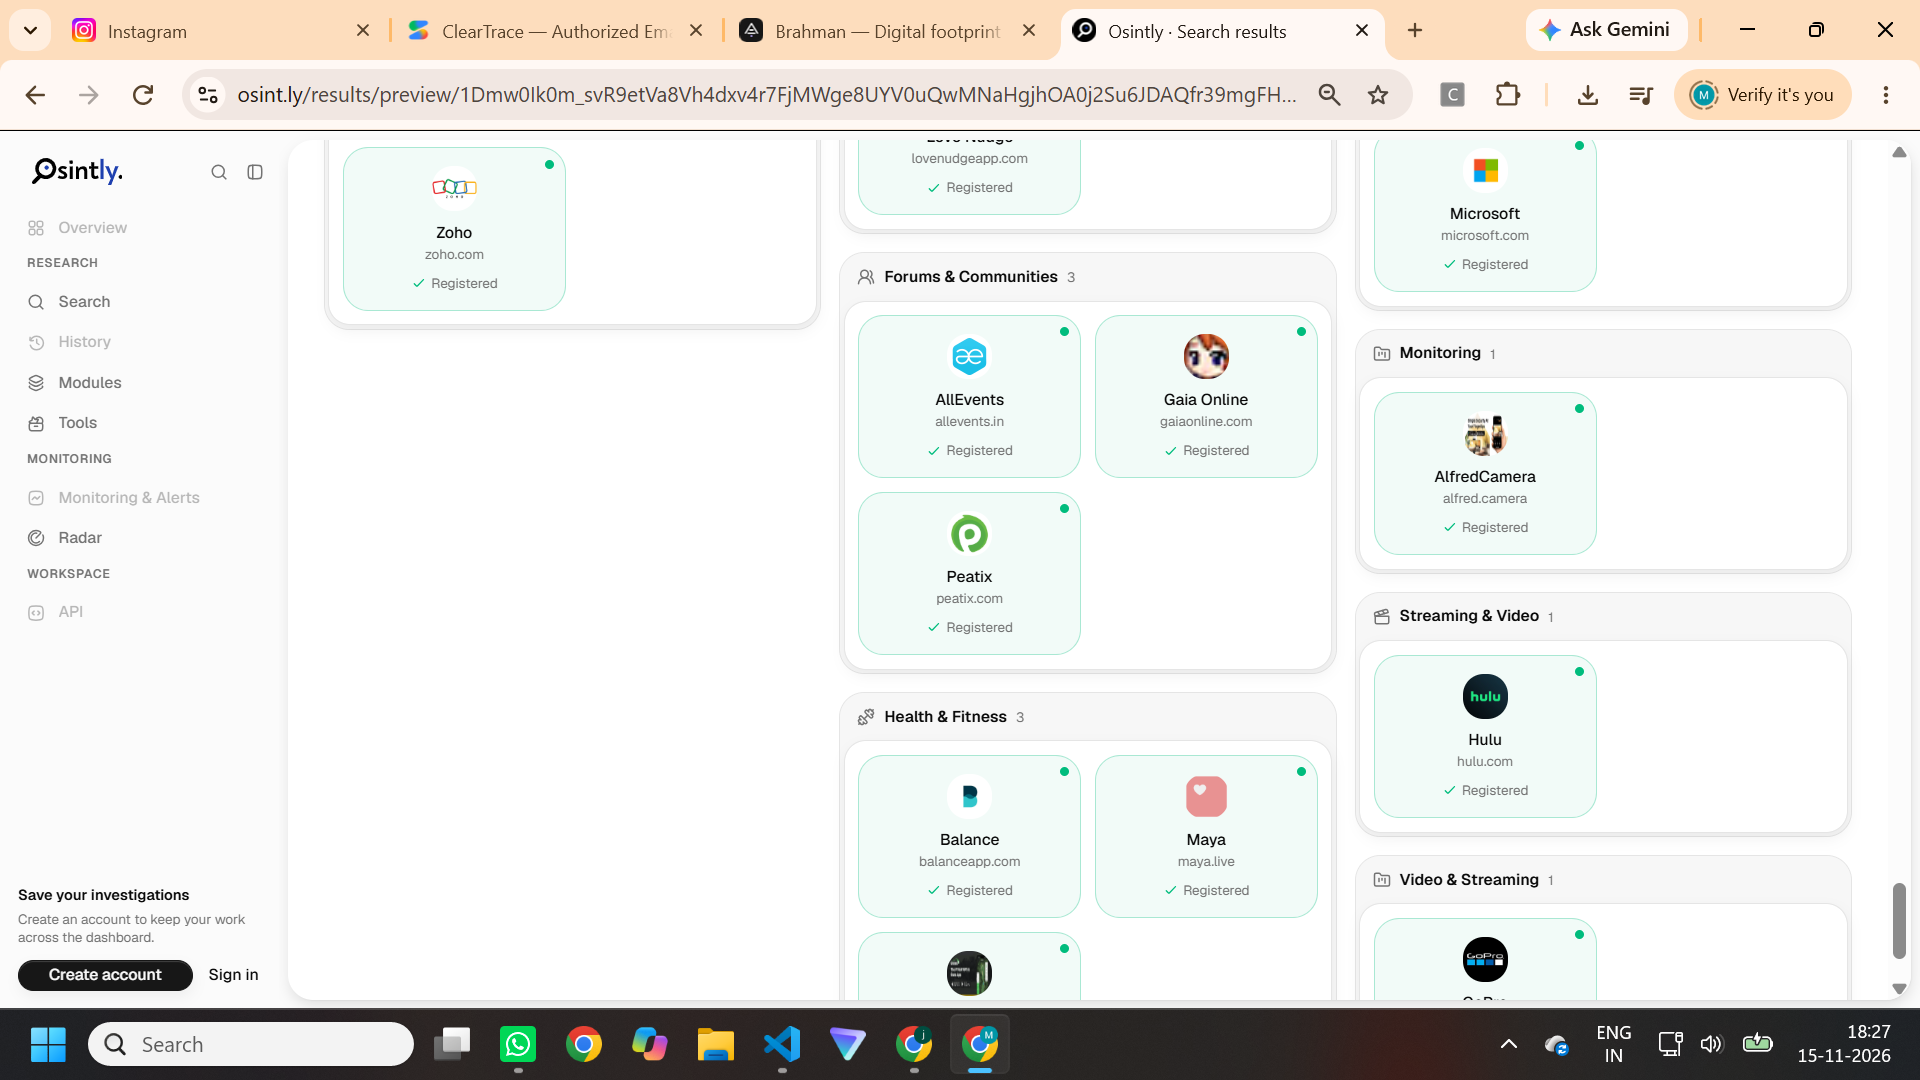 Instagram
ClearTrace — Authorized Ema
Brahman — Digital footprint
Osintly · Search results
Ask Gemini
osint.ly/results/preview/1Dmw0Ik0m_svR9etVa8Vh4dxv4r7FjMWge8UYV0uQwMNaHgjhOA0j2Su6JDAQfr39mgFH...
C
M
Verify it's you
Osintly.
Overview
RESEARCH
Search
History
Modules
Tools
MONITORING
Monitoring & Alerts
Radar
WORKSPACE
API
Save your investigations
Create an account to keep your work
across the dashboard.
Create account
Sign in
ZOHO
Zoho
zoho.com
Registered
lovenudgeapp.com
Registered
Forums & Communities 3
æ
AllEvents
allevents.in
Registered
Gaia Online
gaiaonline.com
Registered
Peatix
peatix.com
Registered
Health & Fitness 3
Balance
balanceapp.com
Registered
Maya
maya.live
Registered
Microsoft
microsoft.com
Registered
Monitoring 1
AlfredCamera
alfred.camera
Registered
Streaming & Video 1
hulu
Hulu
hulu.com
Registered
Video & Streaming 1
GoPro
Search
j
M
ENG
IN
18:27
15-11-2026